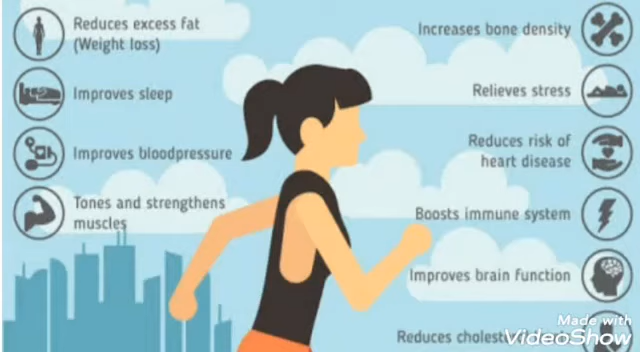 Reduces excess fat
(Weight loss)
Improves sleep
Improves bloodpressure
Tones and strengthens
muscles
Increases bone density
Relieves stress
Reduces risk of
heart disease
Boosts immune system
Improves brain function
Reduces
Made with
VideoShow